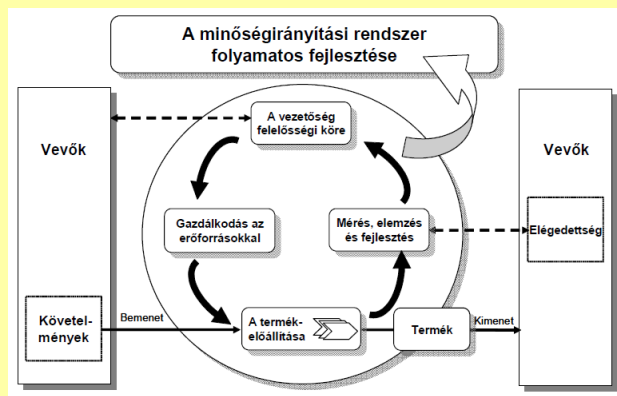 A minőségirányítási rendszer
folyamatos fejlesztése
Vevők
A vezetőség
felelősségi köre
Vevők
Gazdálkodás az
erőforrásokkal
Mérés, elemzés
és fejlesztés
Elégedettség
Követel-
mények
Bemenet
A termék-
előállítása
Termék
Kimenet